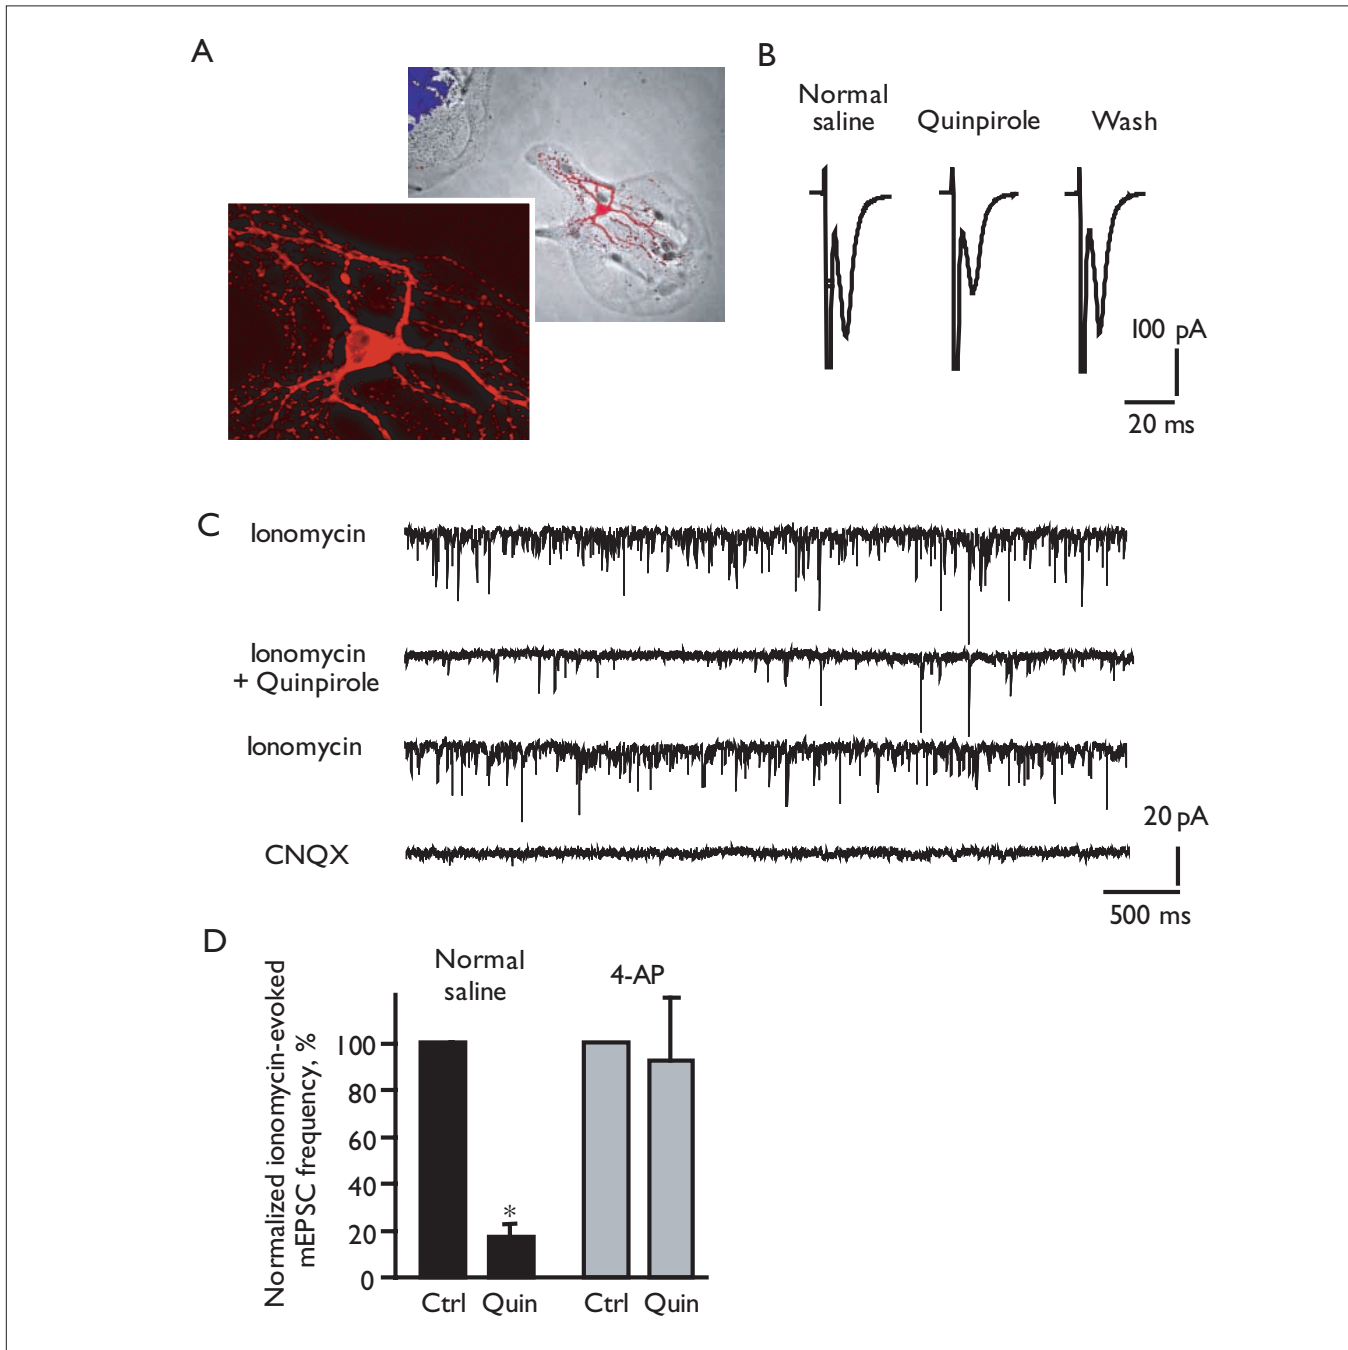 A
B
Normal
saline
Quinpirole
Wash
100 pA
20 ms
C
Ionomycin
Ionomycin
+ Quinpirole
Ionomycin
CNQX
20 pA
500 ms
D
Normalized ionomycin-evoked
mEPSC frequency, %
Normal
saline
4-AP
100
80
60
40
20
0
*
Ctrl
Quin
Ctrl
Quin